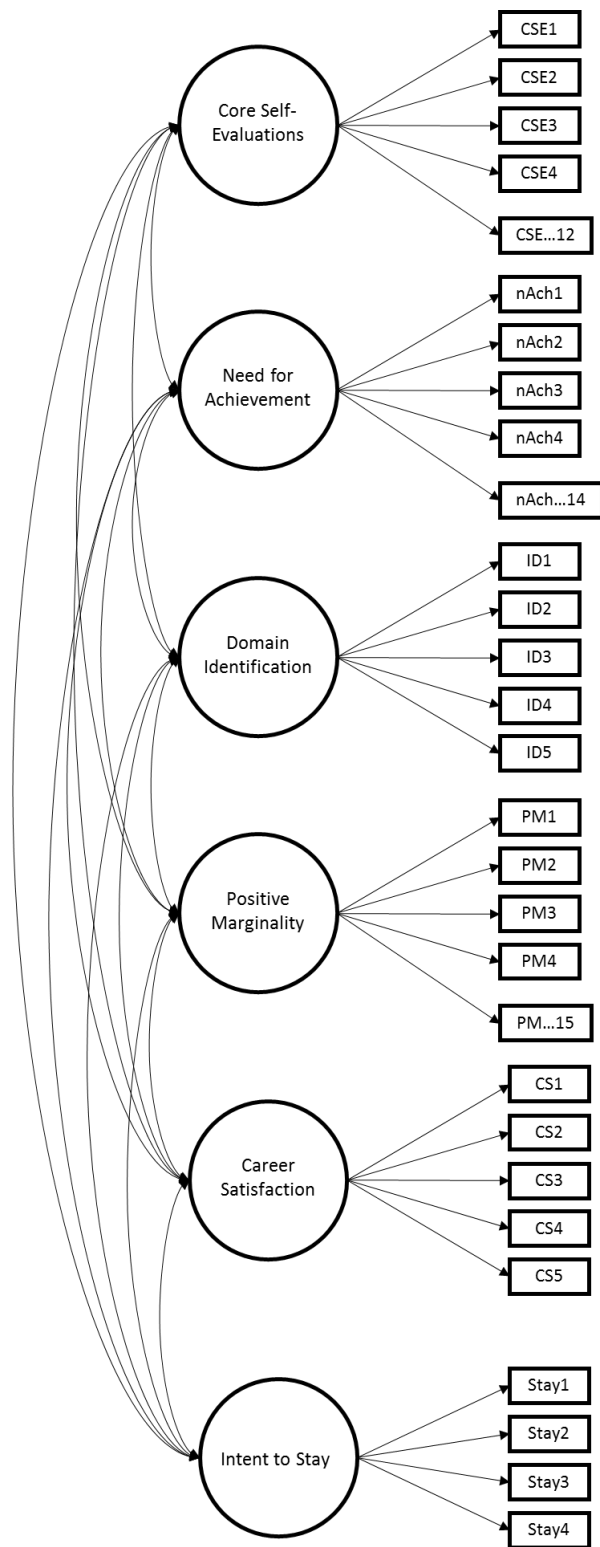 CSE1
CSE2
Core Self-
Evaluations
CSE3
CSE4
CSE...12
nAch1
nAch2
Need for
Achievement
nAch3
nAch4
nAch...14
ID1
ID2
Domain
Identification
ID3
ID4
ID5
PM1
PM2
Positive
Marginality
PM3
PM4
PM...15
CS1
CS2
Career
Satisfaction
CS3
CS4
CS5
Stay1
Stay2
Intent to Stay
Stay3
Stay4